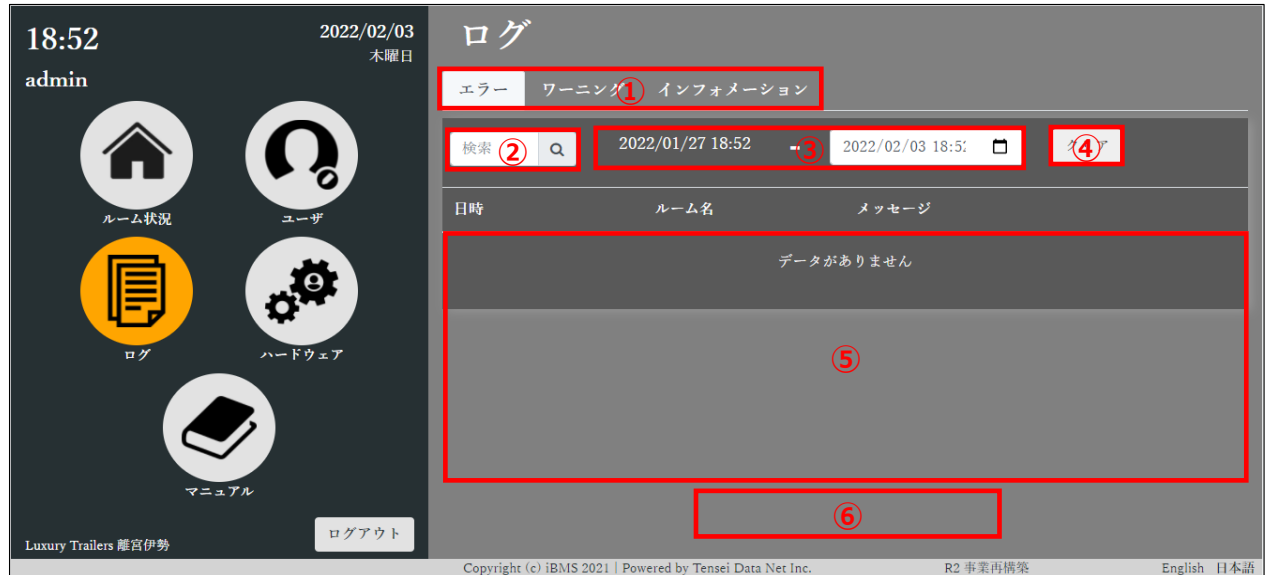 18:52
2022/02/03
木曜日
admin
ルーム状況
ユーザ
ログ
ハードウェア
マニュアル
Luxury Trailers 離宮伊勢
ログアウト
ログ
エラー ワーニング ① インフォメーション
検索 ②
2022/01/27 18:52 ③ 2022/02/03 18:5
④
日時 ルーム名 メッセージ
データがありません
⑤
⑥
Copyright (c) iBMS 2021 | Powered by Tensei Data Net Inc. R2 事業再構築 English 日本語